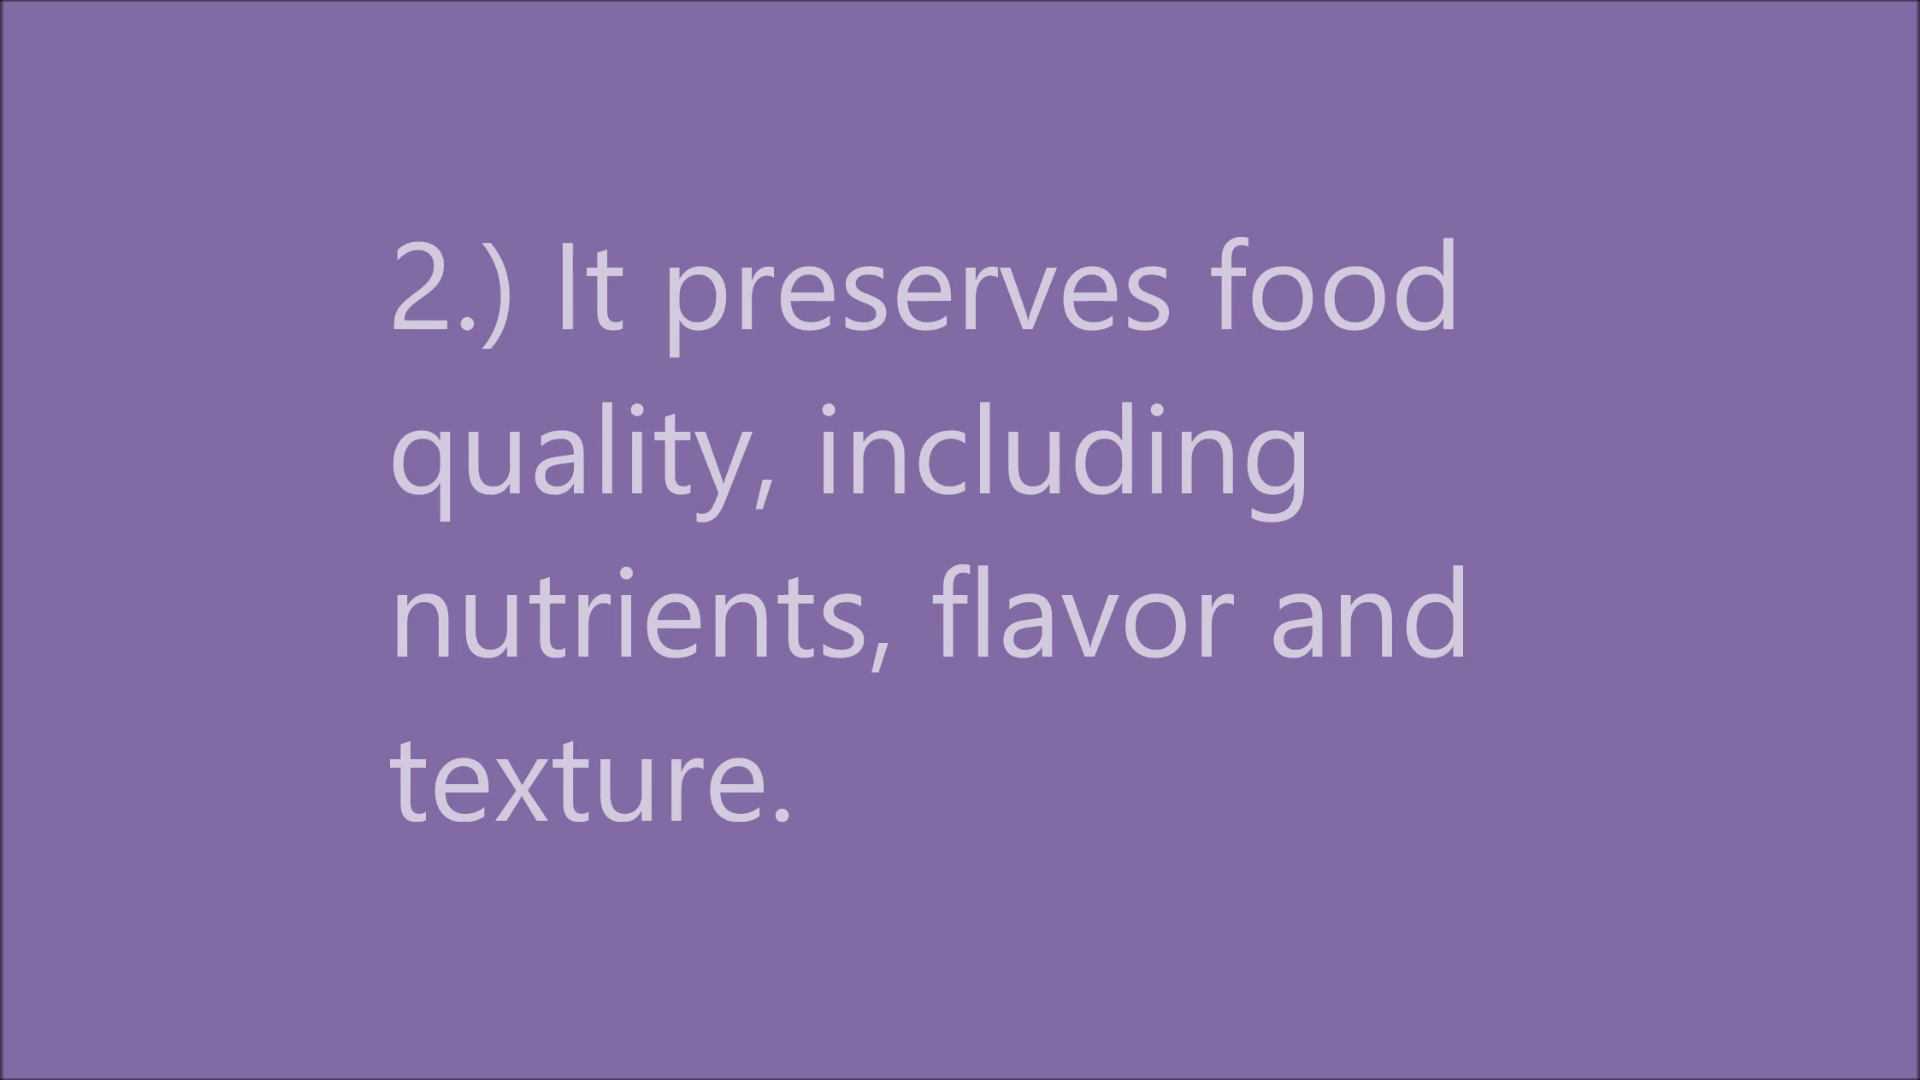 2.) It preserves food
quality, including
nutrients, flavor and
texture.